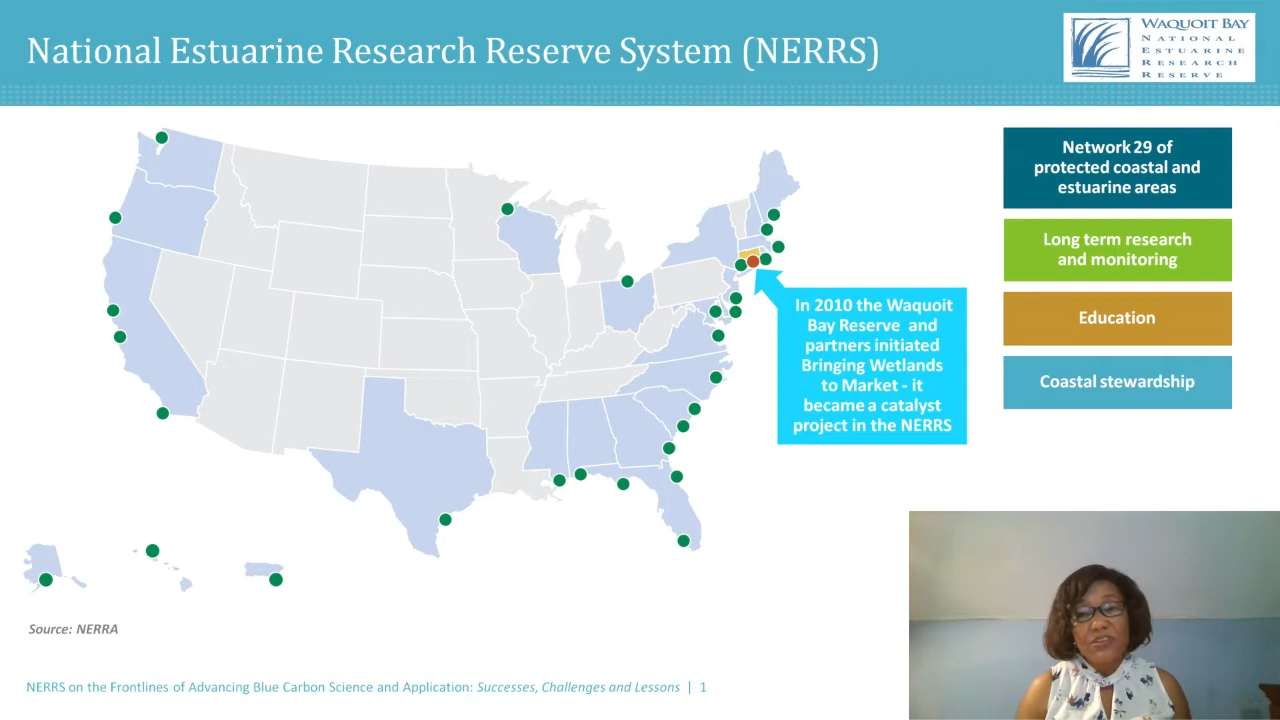 National Estuarine Research Reserve System (NERRS)
WAQUOIT BAY
NATIONAL
ESTUARINE
RESEARCH
RESERVE
Network 29 of
protected coastal and
estuarine areas
Long term research
and monitoring
Education
Coastal stewardship
In 2010 the Waquoit
Bay Reserve and
partners initiated
Bringing Wetlands
to Market - it
became a catalyst
project in the NERRS
Source: NERRA
NERRS on the Frontlines of Advancing Blue Carbon Science and Application: Successes, Challenges and Lessons | 1